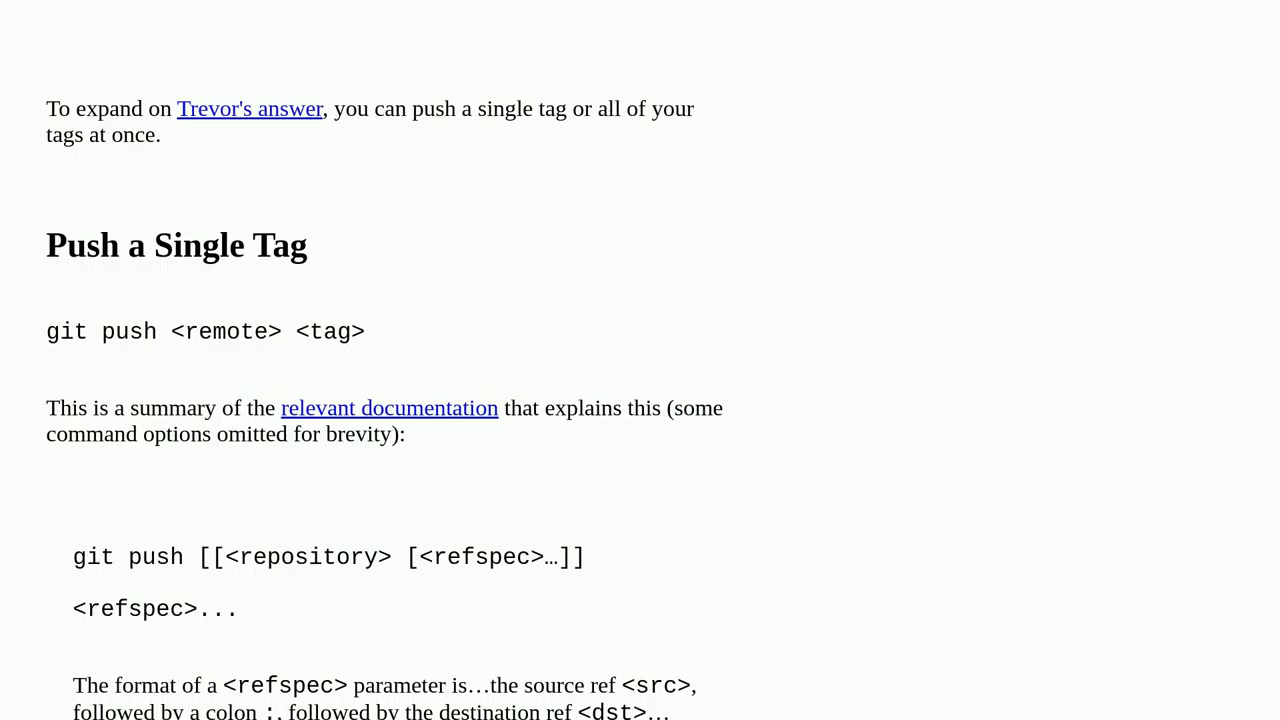 To expand on Trevor's answer, you can push a single tag or all of your
tags at once.
Push a Single Tag
git push <remote> <tag>
This is a summary of the relevant documentation that explains this (some
command options omitted for brevity):
git push [[<repository> [<refspec>…]]
<refspec>...
The format of a <refspec> parameter is…the source ref <src>,
followed by a colon :, followed by the destination ref <dst>…